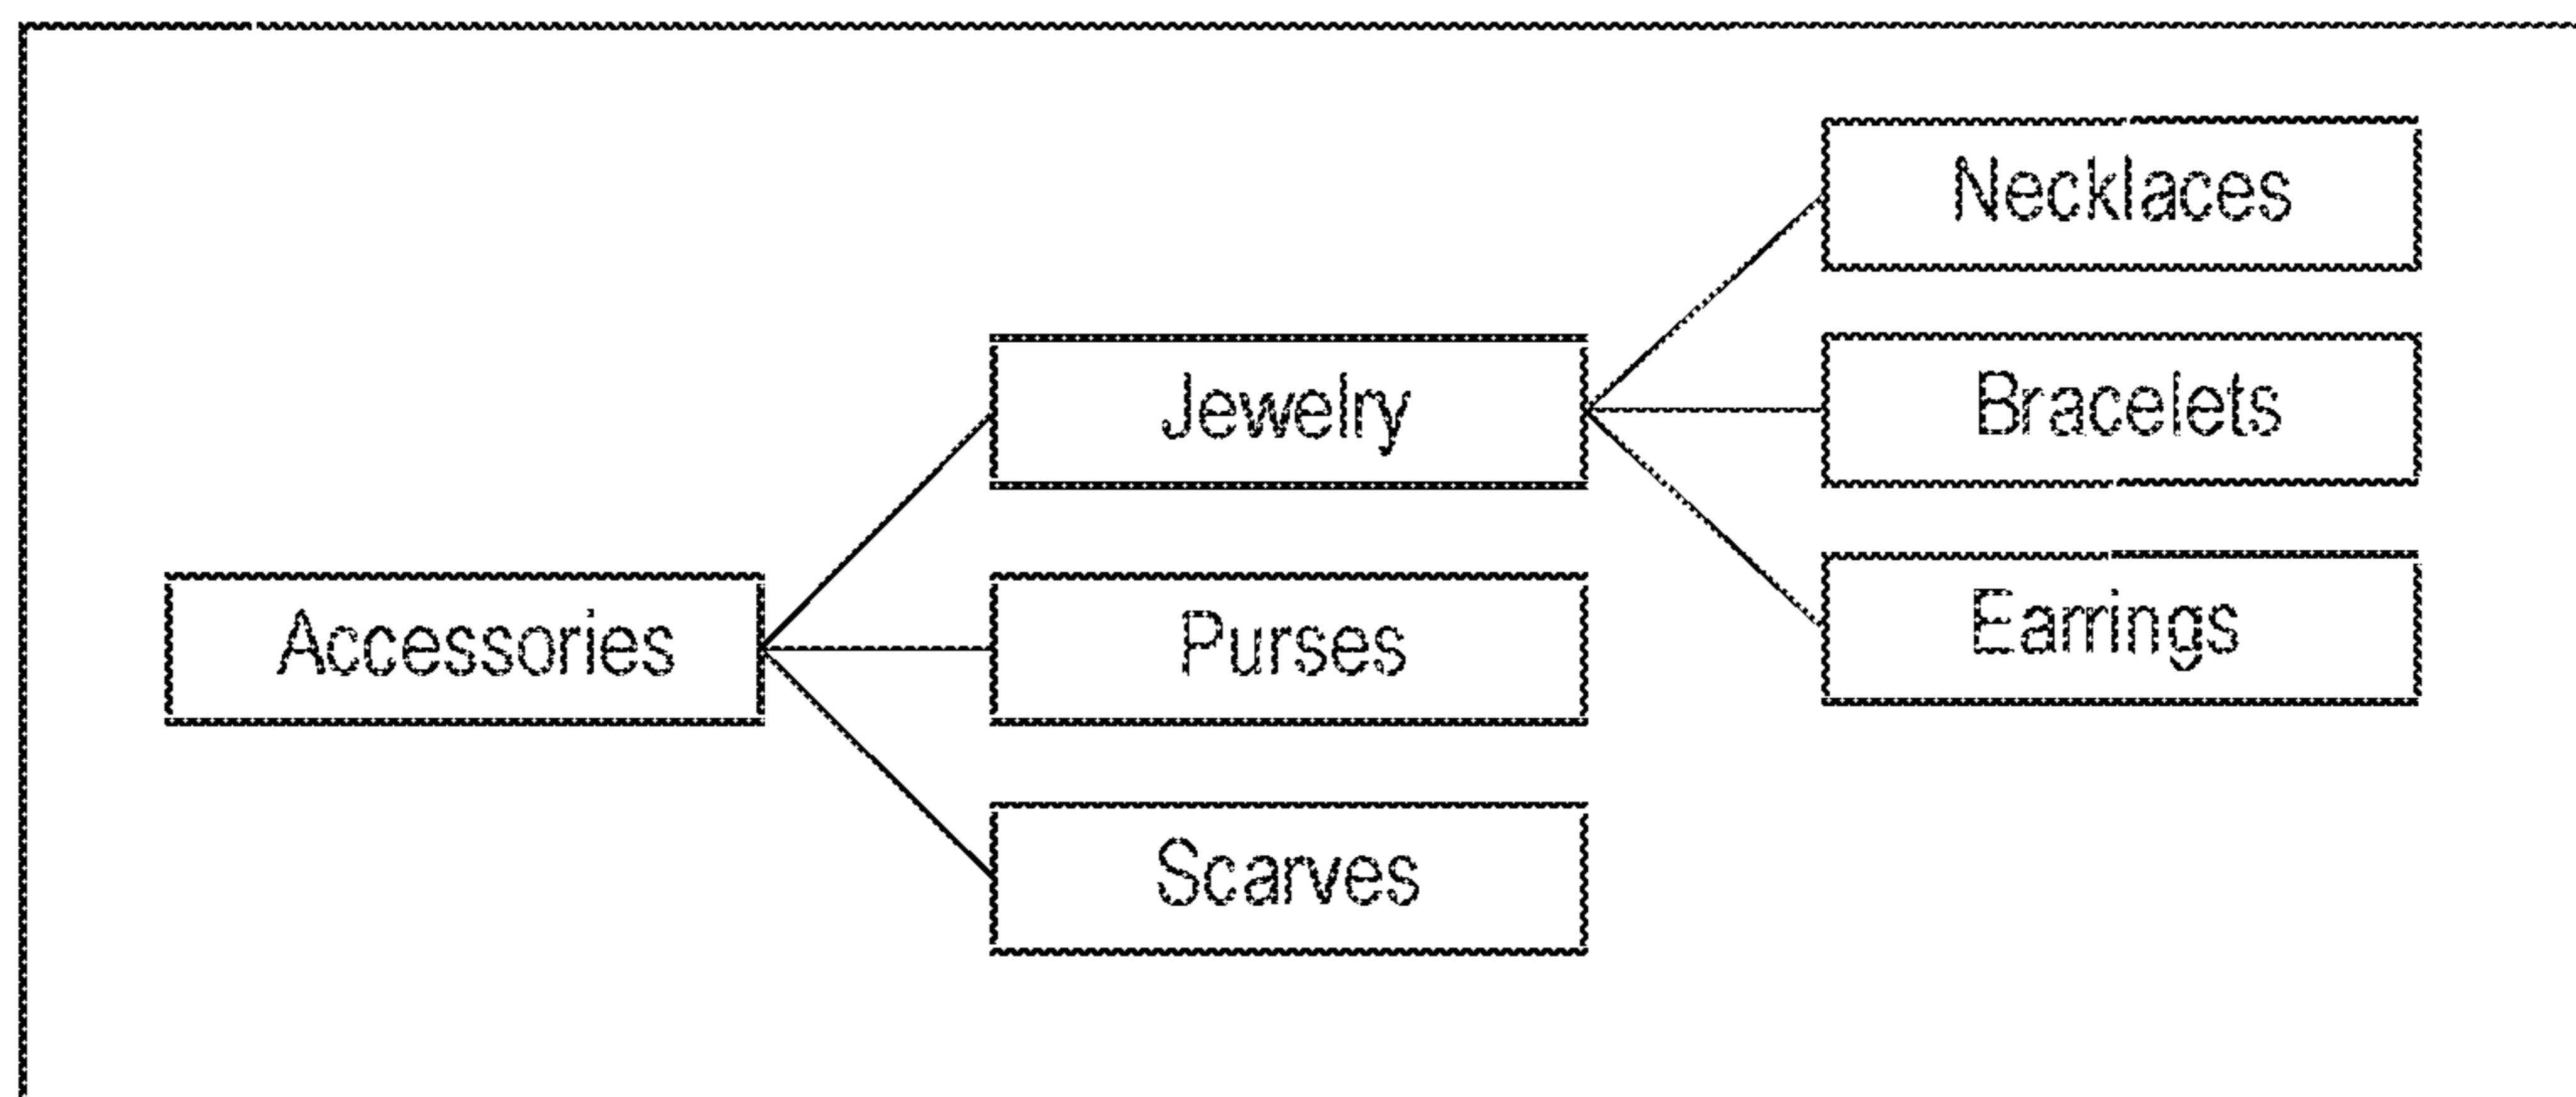 Necklaces
Jewelry
Bracelets
Accessories
Purses
Earrings
Scarves